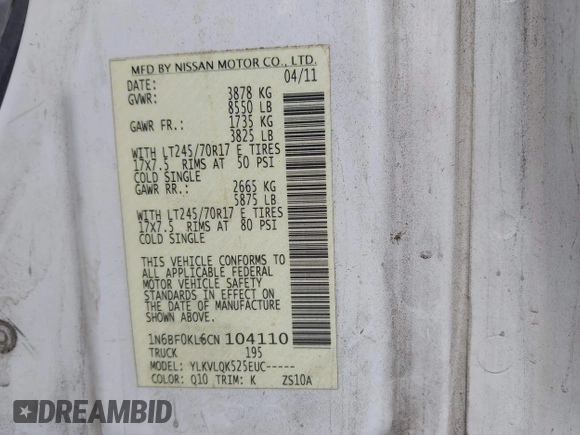 MFD BY NISSAN MOTOR CO., LTD.
DATE: 04/11
GVWR: 3878 KG
8550 LB
GAWR FR.: 1735 KG
3825 LB
WITH LT245/70R17 E TIRES
17x7.5 RIMS AT 50 PSI
COLD SINGLE
GAWR RR.: 2665 KG
5875 LB
WITH LT245/70R17 E TIRES
17x7.5 RIMS AT 80 PSI
COLD SINGLE
THIS VEHICLE CONFORMS TO
ALL APPLICABLE FEDERAL
MOTOR VEHICLE SAFETY
STANDARDS IN EFFECT ON
THE DATE OF MANUFACTURE
SHOWN ABOVE.
1N6BF0KL6CN 104110
TRUCK 195
MODEL: YLKVLQK525EUC-----
COLOR: Q10 TRIM: K ZS10A
DREAMBID